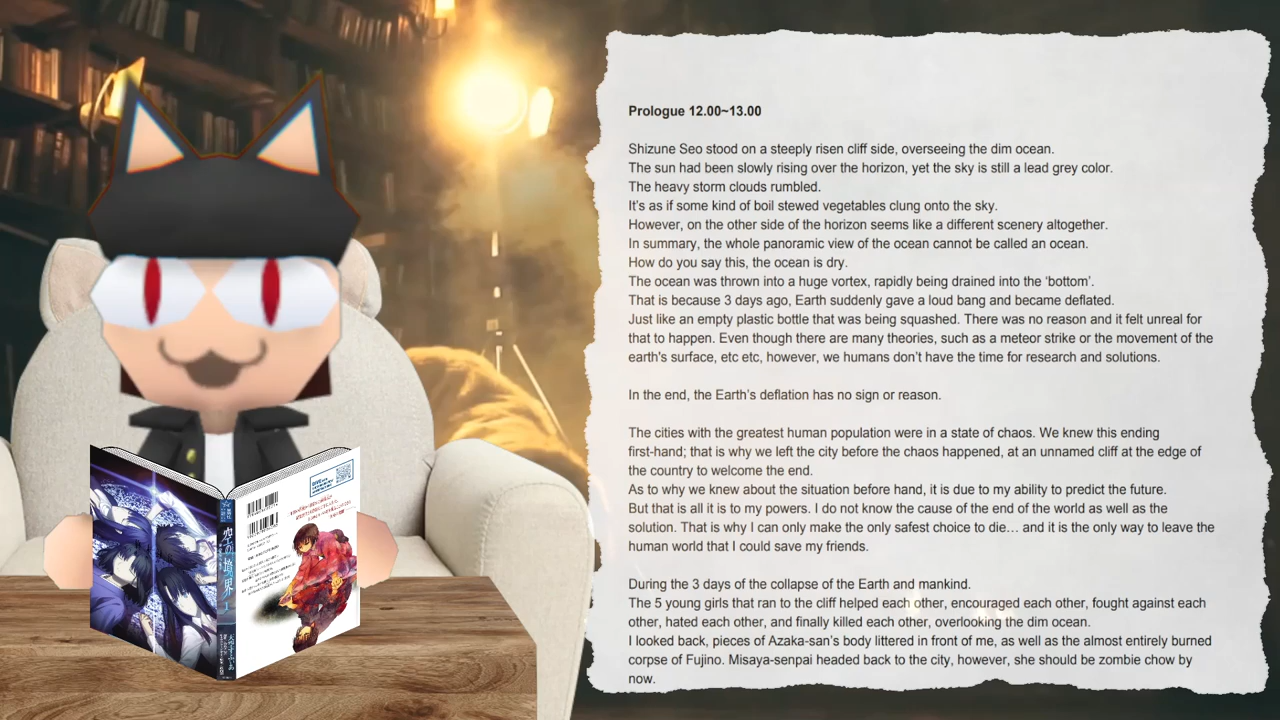 Prologue 12.00~13.00
Shizune Seo stood on a steeply risen cliff side, overseeing the dim ocean.
The sun had been slowly rising over the horizon, yet the sky is still a lead grey color.
The heavy storm clouds rumbled.
It's as if some kind of boil stewed vegetables clung onto the sky.
However, on the other side of the horizon seems like a different scenery altogether.
In summary, the whole panoramic view of the ocean cannot be called an ocean.
How do you say this, the ocean is dry.
The ocean was thrown into a huge vortex, rapidly being drained into the ‘bottom’.
That is because 3 days ago, Earth suddenly gave a loud bang and became deflated.
Just like an empty plastic bottle that was being squashed. There was no reason and it felt unreal for
that to happen. Even though there are many theories, such as a meteor strike or the movement of the
earth's surface, etc etc, however, we humans don’t have the time for research and solutions.
In the end, the Earth’s deflation has no sign or reason.
The cities with the greatest human population were in a state of chaos. We knew this ending
first-hand; that is why we left the city before the chaos happened, at an unnamed cliff at the edge of
the country to welcome the end.
As to why we knew about the situation before hand, it is due to my ability to predict the future.
But that is all it is to my powers. I do not know the cause of the end of the world as well as the
solution. That is why I can only make the only safest choice to die… and it is the only way to leave the
human world that I could save my friends.
During the 3 days of the collapse of the Earth and mankind.
The 5 young girls that ran to the cliff helped each other, encouraged each other, fought against each
other, hated each other, and finally killed each other, overlooking the dim ocean.
I looked back, pieces of Azaka-san’s body littered in front of me, as well as the almost entirely burned
corpse of Fujino. Misaya-senpai headed back to the city, however, she should be zombie chow by
now.
空の境界
1